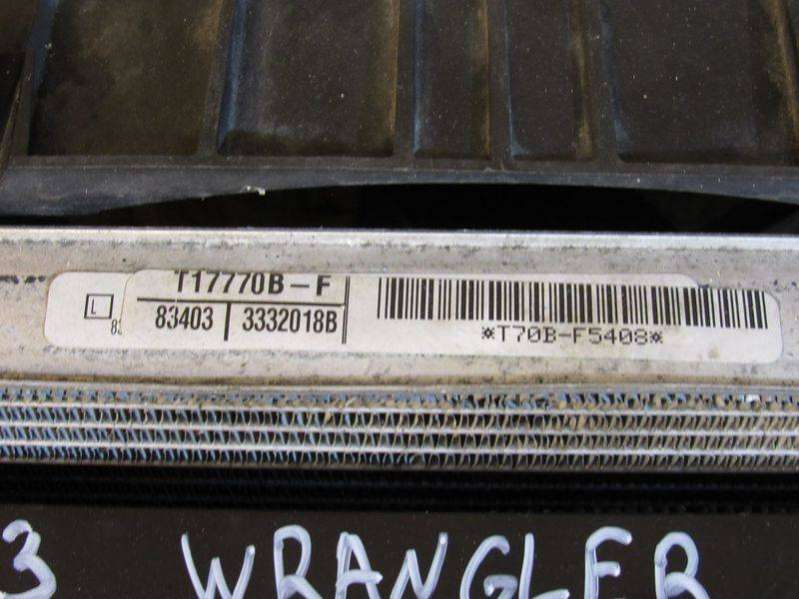 T17770B-F
L
83403 3332018B
*T70B-F5408*
3 WRANGLER